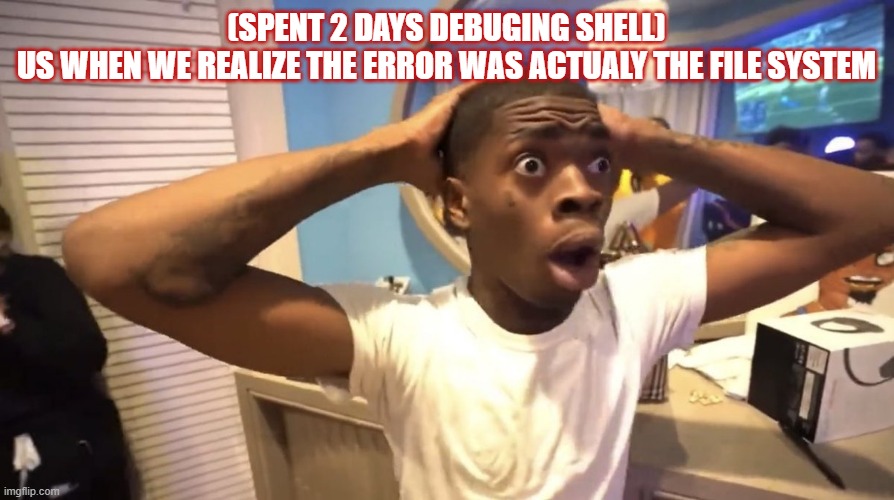 (SPENT 2 DAYS DEBUGING SHELL)
US WHEN WE REALIZE THE ERROR WAS ACTUALY THE FILE SYSTEM
imgflip.com